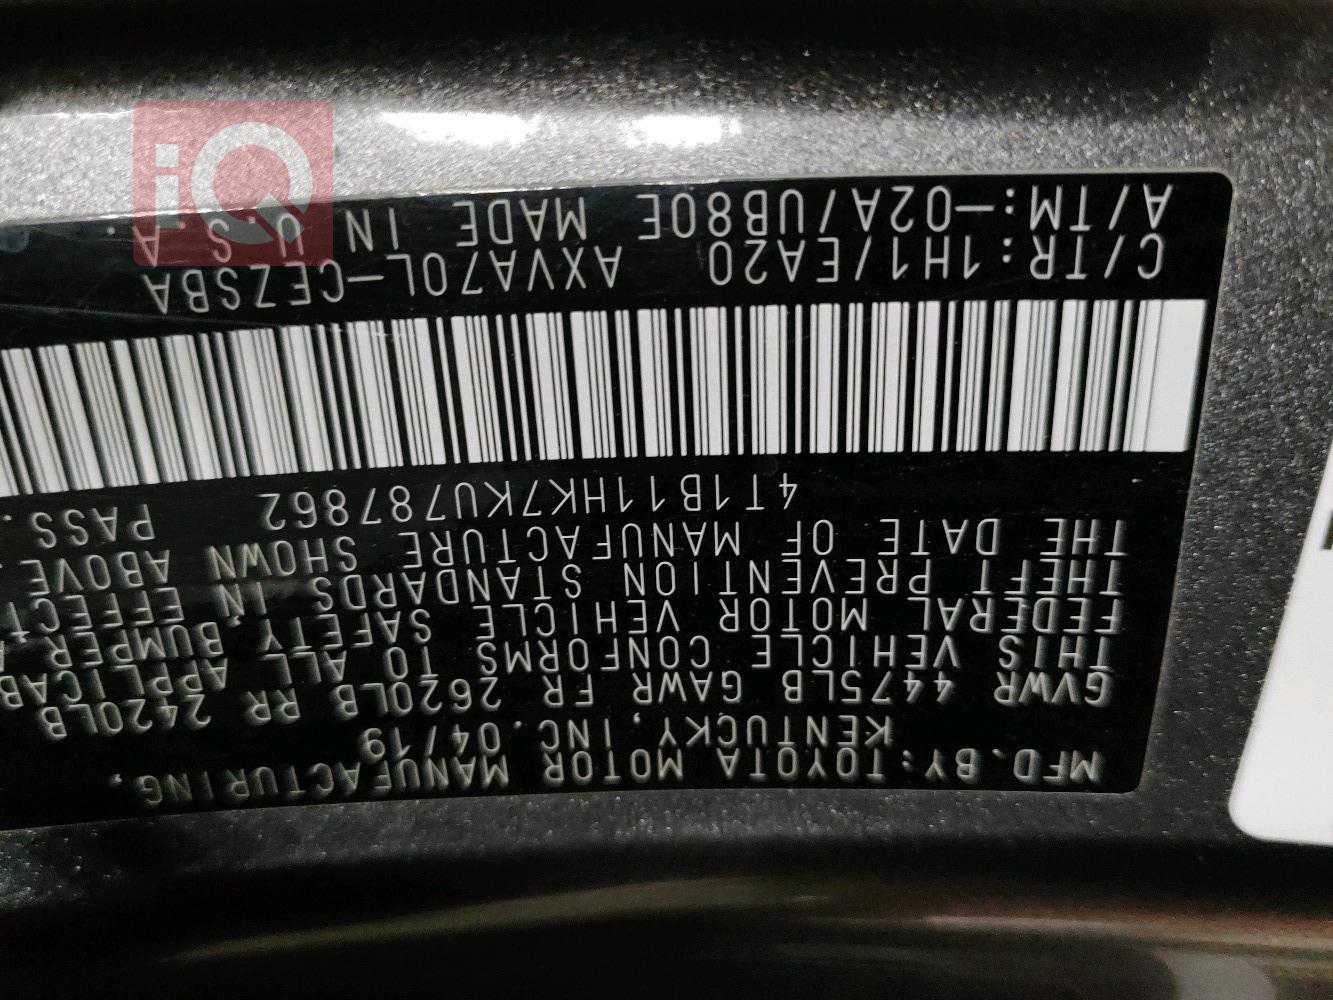 MFD.BY:TOYOTA MOTOR MANUFACTURING,
KENTUCKY,INC.04/19
GVWR 4475LB GAWR FR 2620LB RR 2420LB
THIS VEHICLE CONFORMS TO ALL APPLICAB
FEDERAL MOTOR VEHICLE SAFETY BUMPER A
THEFT PREVENTION STANDARDS IN EFFECT
THE DATE OF MANUFACTURE SHOWN ABOVE.
4T1B11HK7KU787862 PASS.
C/TR:1H1/EA20 AXVA70L-CEZSBA
A/TM:-02A/UB80E MADE IN U.S.A.
iQ